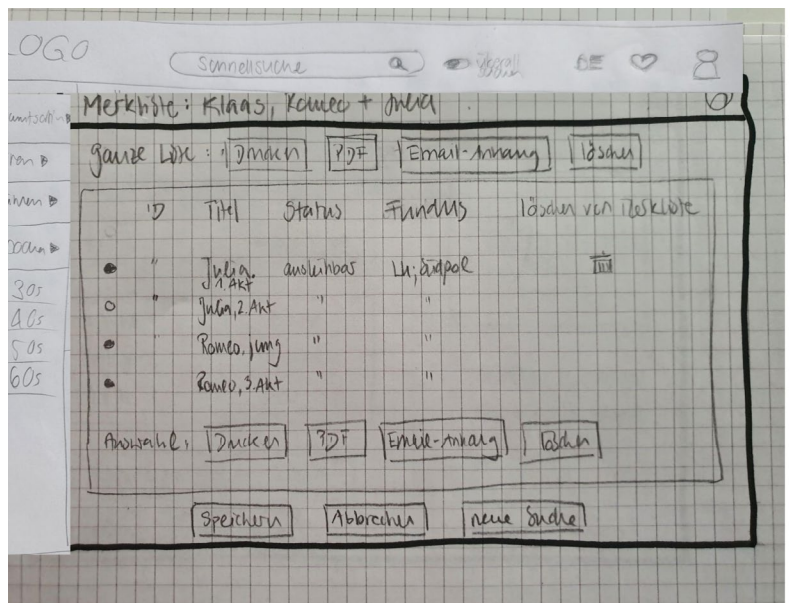 LOGO
Schnellsuche
DE
Merkliste: Klaas, Romeo + Julia
ganze Liste: Drucken PDF Email-Anhang löschen
ID Titel Status Fundus löschen von Merkliste
" Julia, 1. Akt ausleihbar
" Julia, 2. Akt " "
" Romeo, jung " "
Romeo, 3. Akt " "
Auswahl: Drucken PDF Email-Anhang löschen
Speichern Abbrechen neue Suche
30s
40s
50s
60s